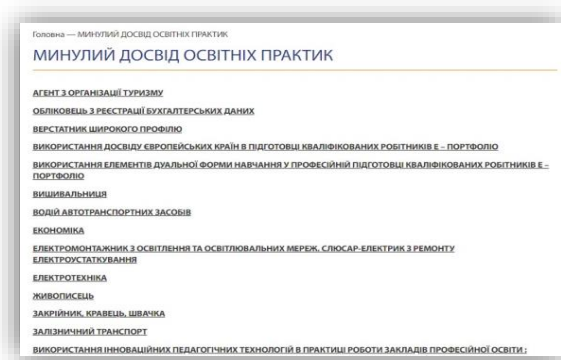 Головна — МИНУЛИЙ ДОСВІД ОСВІТНІХ ПРАКТИК
МИНУЛИЙ ДОСВІД ОСВІТНІХ ПРАКТИК
АГЕНТ З ОРГАНІЗАЦІЇ ТУРИЗМУ
ОБЛІКОВЕЦЬ З РЕЄСТРАЦІЇ БУХГАЛТЕРСЬКИХ ДАНИХ
ВЕРСТАТНИК ШИРОКОГО ПРОФІЛЮ
ВИКОРИСТАННЯ ДОСВІДУ ЄВРОПЕЙСЬКИХ КРАЇН В ПІДГОТОВЦІ КВАЛІФІКОВАНИХ РОБІТНИКІВ Е – ПОРТФОЛІО
ВИКОРИСТАННЯ ЕЛЕМЕНТІВ ДУАЛЬНОЇ ФОРМИ НАВЧАННЯ У ПРОФЕСІЙНІЙ ПІДГОТОВЦІ КВАЛІФІКОВАНИХ РОБІТНИКІВ Е –
ПОРТФОЛІО
ВИШИВАЛЬНИЦЯ
ВОДІЙ АВТОТРАНСПОРТНИХ ЗАСОБІВ
ЕКОНОМІКА
ЕЛЕКТРОМОНТАЖНИК З ОСВІТЛЕННЯ ТА ОСВІТЛЮВАЛЬНИХ МЕРЕЖ. СЛЮСАР-ЕЛЕКТРИК З РЕМОНТУ
ЕЛЕКТРОУСТАТКУВАННЯ
ЕЛЕКТРОТЕХНІКА
ЖИВОПИСЕЦЬ
ЗАКРІЙНИК, КРАВЕЦЬ, ШВАЧКА
ЗАЛІЗНИЧНИЙ ТРАНСПОРТ
ВИКОРИСТАННЯ ІННОВАЦІЙНИХ ПЕДАГОГІЧНИХ ТЕХНОЛОГІЙ В ПРАКТИЦІ РОБОТИ ЗАКЛАДІВ ПРОФЕСІЙНОЇ ОСВІТИ :